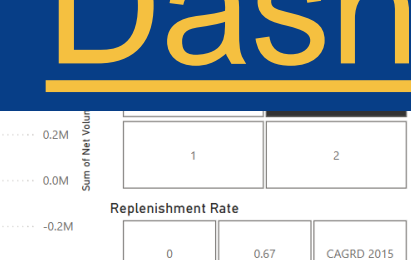 Dash
Sum of Net Volu
0.2M
0.0M
-0.2M
1
2
Replenishment Rate
0
0.67
CAGRD 2015